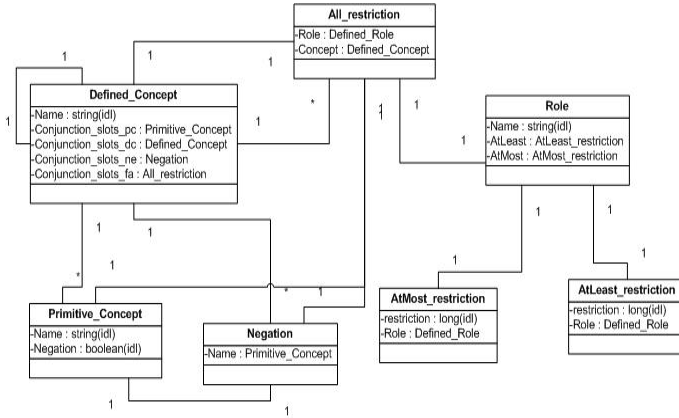 All_restriction
-Role : Defined_Role
-Concept : Defined_Concept
1
1
1
Defined_Concept
-Name : string(idl)
-Conjunction_slots_pc : Primitive_Concept
-Conjunction_slots_dc : Defined_Concept
-Conjunction_slots_ne : Negation
-Conjunction_slots_fa : All_restriction
1
*
1
1
1
1
1
Role
-Name : string(idl)
-AtLeast : AtLeast_restriction
-AtMost : AtMost_restriction
1
1
1
1
1
1
1
*
*
1
Primitive_Concept
-Name : string(idl)
-Negation : boolean(idl)
Negation
-Name : Primitive_Concept
AtMost_restriction
-restriction : long(idl)
-Role : Defined_Role
AtLeast_restriction
-restriction : long(idl)
-Role : Defined_Role
1
1